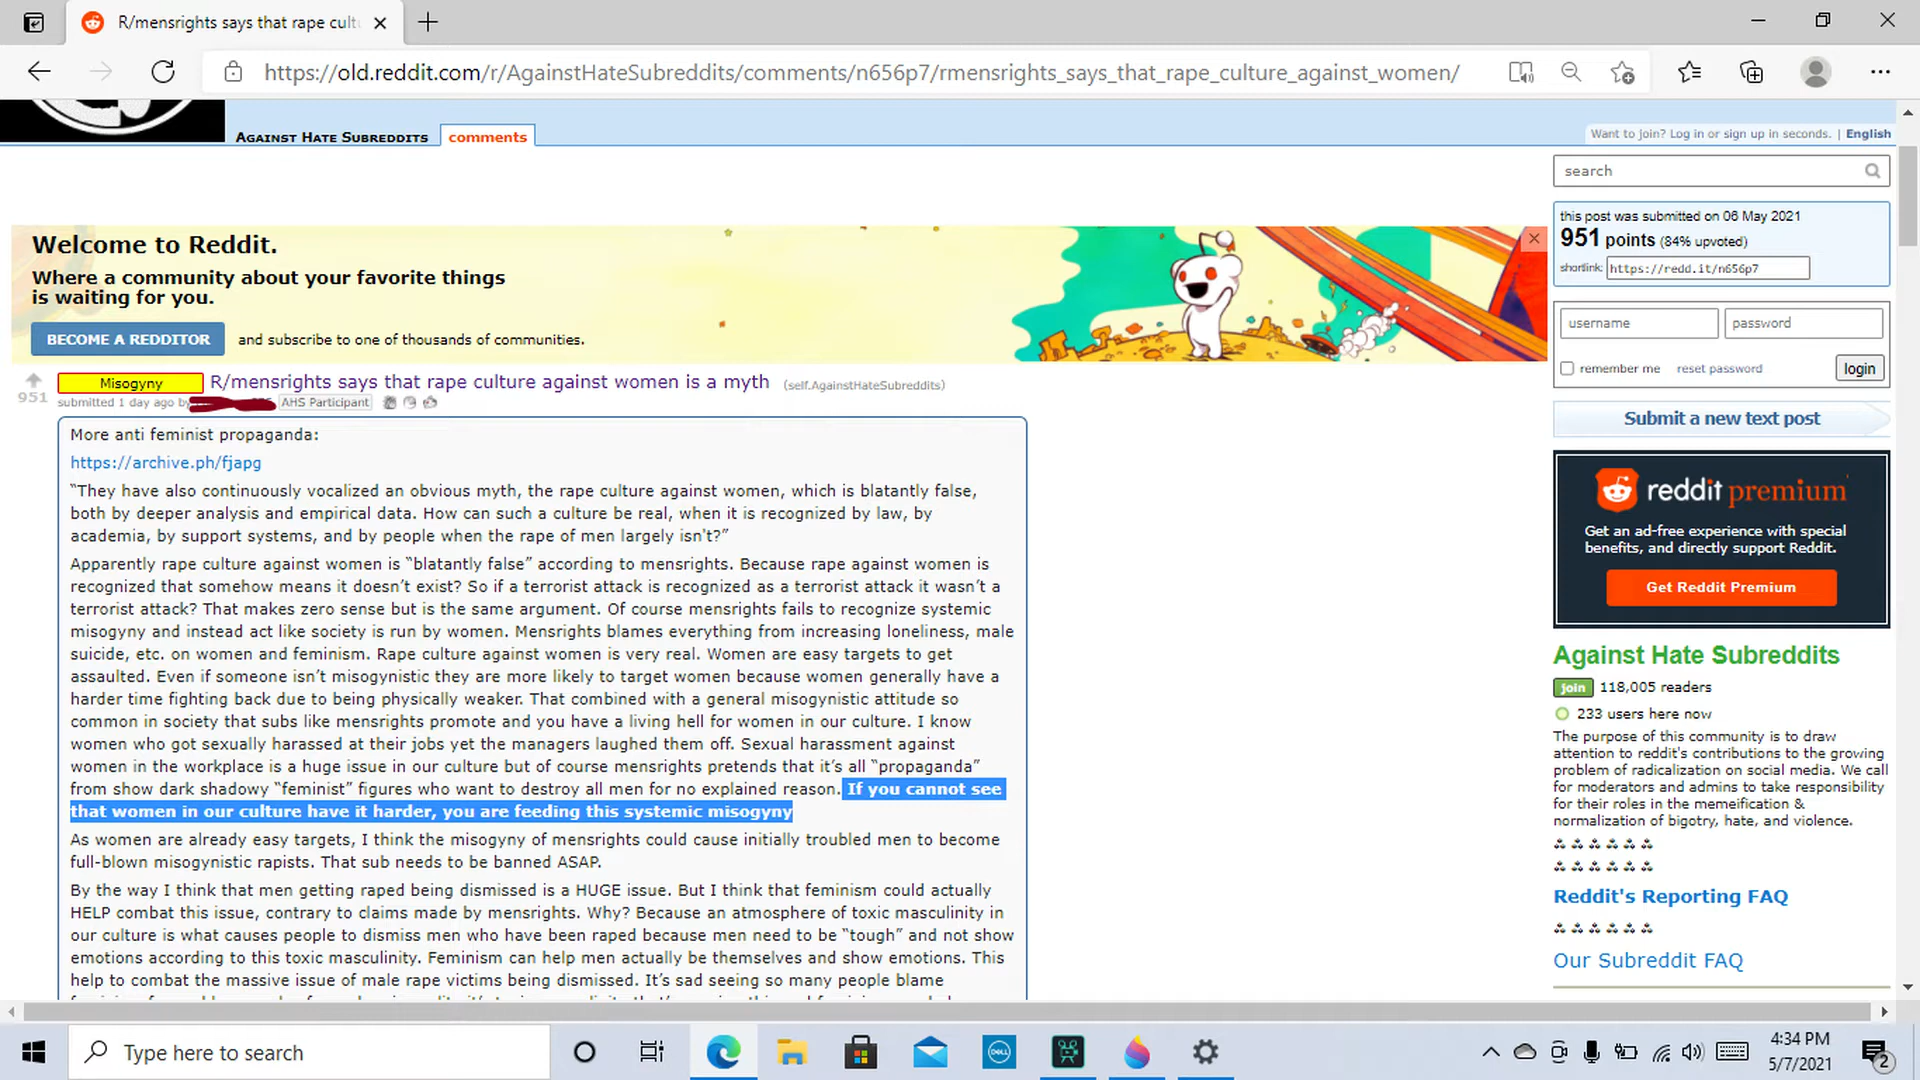 R/mensrights says that rape cult
https://old.reddit.com/r/AgainstHateSubreddits/comments/n656p7/rmensrights_says_that_rape_culture_against_women/
AGAINST HATE SUBREDDITS
comments
Want to join? Log in or sign up in seconds. | English
search
Welcome to Reddit.
Where a community about your favorite things
is waiting for you.
BECOME A REDDITOR
and subscribe to one of thousands of communities.
this post was submitted on 06 May 2021
951 points (84% upvoted)
shortlink: https://redd.it/n656p7
username
password
remember me
reset password
login
951
Misogyny
R/mensrights says that rape culture against women is a myth
(self.AgainstHateSubreddits)
submitted 1 day ago by
AHS Participant
More anti feminist propaganda:
https://archive.ph/fjapg
“They have also continuously vocalized an obvious myth, the rape culture against women, which is blatantly false,
both by deeper analysis and empirical data. How can such a culture be real, when it is recognized by law, by
academia, by support systems, and by people when the rape of men largely isn't?”
Apparently rape culture against women is “blatantly false” according to mensrights. Because rape against women is
recognized that somehow means it doesn’t exist? So if a terrorist attack is recognized as a terrorist attack it wasn’t a
terrorist attack? That makes zero sense but is the same argument. Of course mensrights fails to recognize systemic
misogyny and instead act like society is run by women. Mensrights blames everything from increasing loneliness, male
suicide, etc. on women and feminism. Rape culture against women is very real. Women are easy targets to get
assaulted. Even if someone isn’t misogynistic they are more likely to target women because women generally have a
harder time fighting back due to being physically weaker. That combined with a general misogynistic attitude so
common in society that subs like mensrights promote and you have a living hell for women in our culture. I know
women who got sexually harassed at their jobs yet the managers laughed them off. Sexual harassment against
women in the workplace is a huge issue in our culture but of course mensrights pretends that it’s all “propaganda”
from show dark shadowy “feminist” figures who want to destroy all men for no explained reason. If you cannot see
that women in our culture have it harder, you are feeding this systemic misogyny
As women are already easy targets, I think the misogyny of mensrights could cause initially troubled men to become
full-blown misogynistic rapists. That sub needs to be banned ASAP.
By the way I think that men getting raped being dismissed is a HUGE issue. But I think that feminism could actually
HELP combat this issue, contrary to claims made by mensrights. Why? Because an atmosphere of toxic masculinity in
our culture is what causes people to dismiss men who have been raped because men need to be “tough” and not show
emotions according to this toxic masculinity. Feminism can help men actually be themselves and show emotions. This
help to combat the massive issue of male rape victims being dismissed. It’s sad seeing so many people blame
Submit a new text post
reddit premium
Get an ad-free experience with special
benefits, and directly support Reddit.
Get Reddit Premium
Against Hate Subreddits
join 118,005 readers
233 users here now
The purpose of this community is to draw
attention to reddit's contributions to the growing
problem of radicalization on social media. We call
for moderators and admins to take responsibility
for their roles in the memeification &
normalization of bigotry, hate, and violence.
Reddit's Reporting FAQ
Our Subreddit FAQ
Type here to search
DELL
4:34 PM
5/7/2021
2